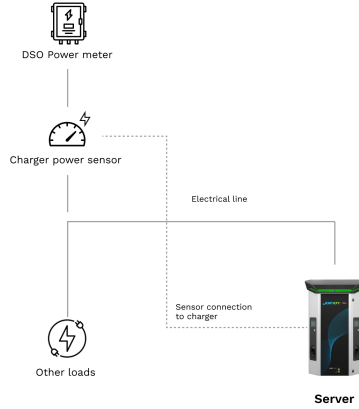 DSO Power meter
Charger power sensor
Electrical line
Sensor connection
to charger
Other loads
Server